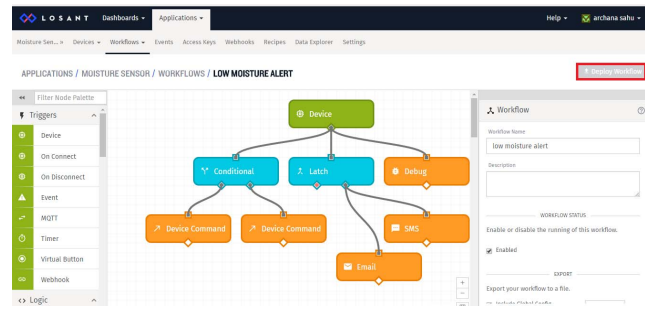 LOSANT Dashboards Applications Help archana sahu
Moisture Sen... » Devices Workflows Events Access Keys Webhooks Recipes Data Explorer Settings
APPLICATIONS / MOISTURE SENSOR / WORKFLOWS / LOW MOISTURE ALERT
Deploy Workflow
Filter Node Palette
Triggers
Device
On Connect
On Disconnect
Event
MQTT
Timer
Virtual Button
Webhook
Logic
Device
Conditional
Latch
Debug
Device Command
Device Command
SMS
Email
Workflow
Workflow Name
low moisture alert
Description
WORKFLOW STATUS
Enable or disable the running of this workflow.
Enabled
EXPORT
Export your workflow to a file.
Include Global Config